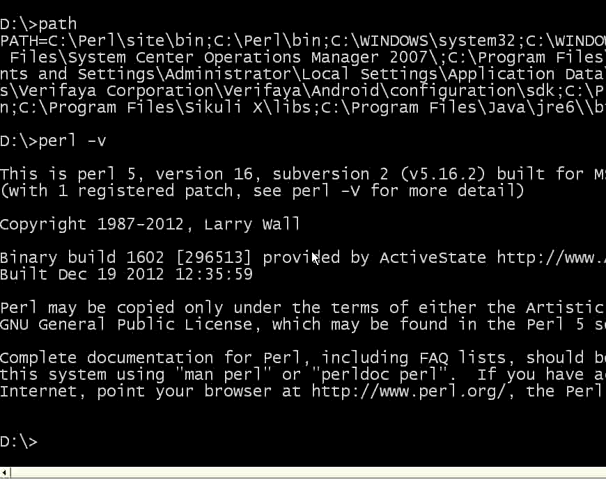 D:\>path
PATH=C:\Perl\site\bin;C:\Perl\bin;C:\WINDOWS\system32;C:\WINDO
Files\System Center Operations Manager 2007\;C:\Program Files
nts and Settings\Administrator\Local Settings\Application Data
s\Verifaya Corporation\Verifaya\Android\configuration\sdk;C:\P
n;C:\Program Files\Sikuli X\libs;C:\Program Files\Java\jre6\\b
D:\>perl -v
This is perl 5, version 16, subversion 2 (v5.16.2) built for MS
(with 1 registered patch, see perl -V for more detail)
Copyright 1987-2012, Larry Wall
Binary build 1602 [296513] provided by ActiveState http://www.A
Built Dec 19 2012 12:35:59
Perl may be copied only under the terms of either the Artistic
GNU General Public License, which may be found in the Perl 5 so
Complete documentation for Perl, including FAQ lists, should be
this system using "man perl" or "perldoc perl".  If you have ac
Internet, point your browser at http://www.perl.org/, the Perl
D:\>